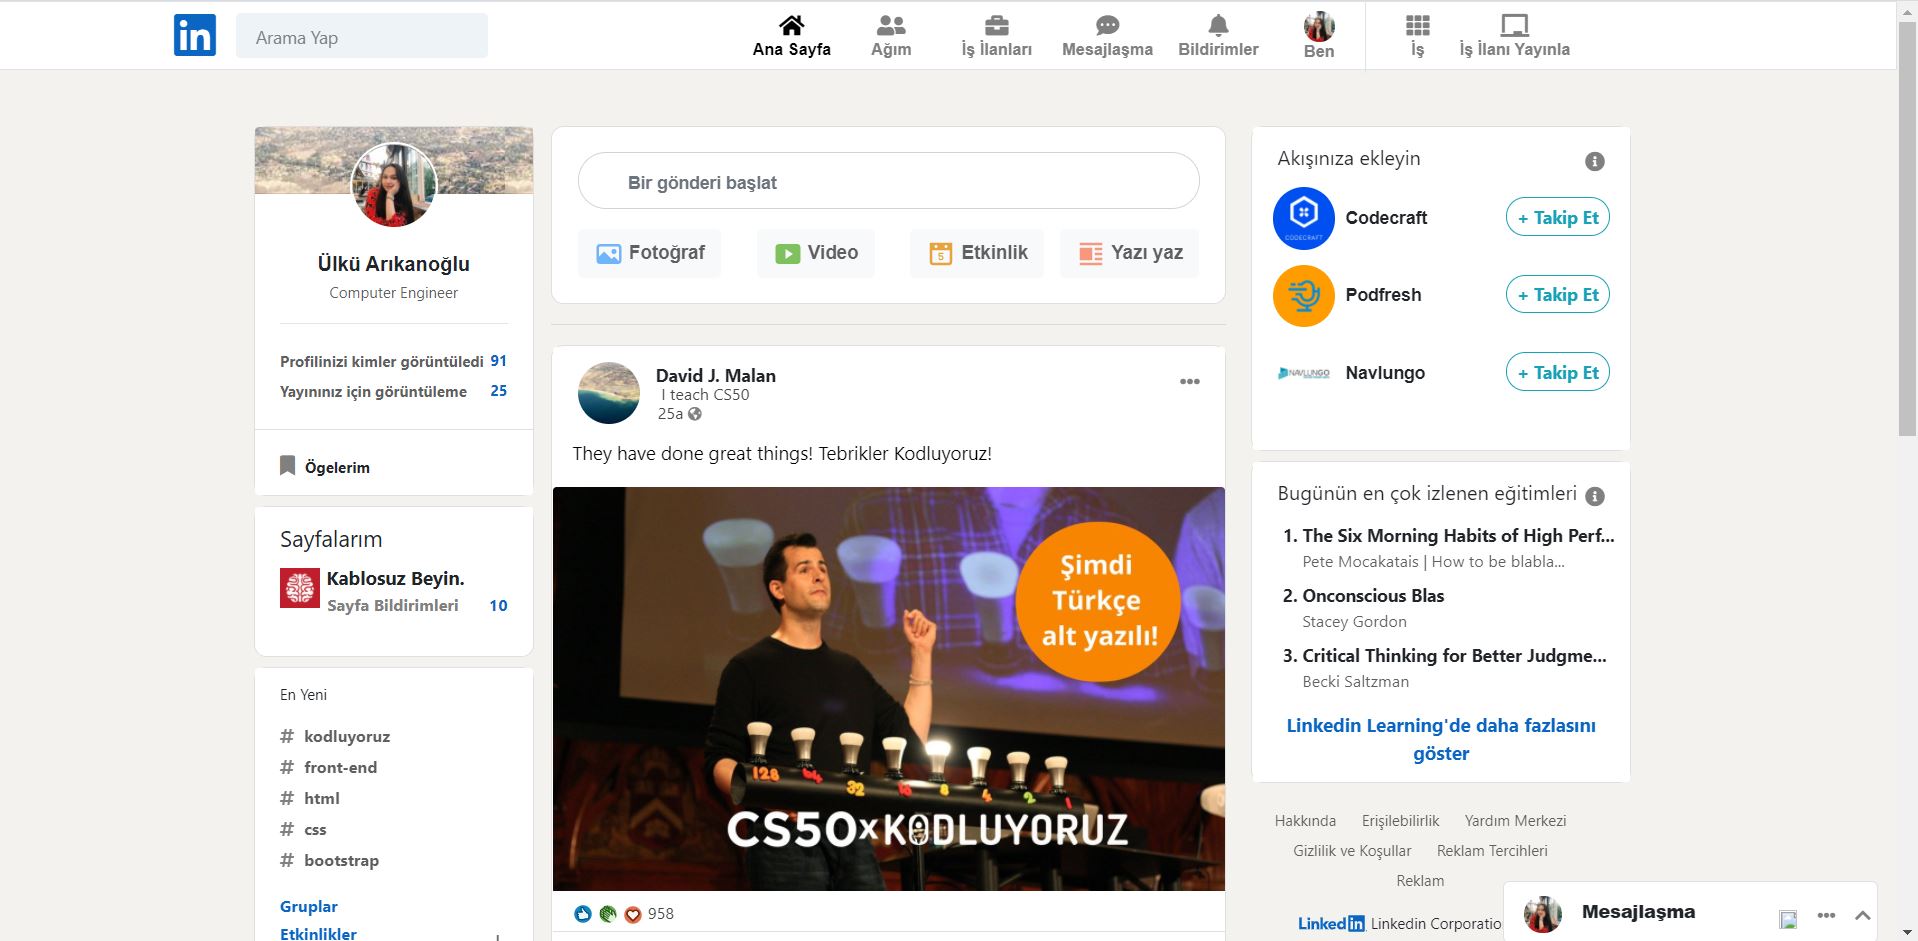 in
Arama Yap
Ana Sayfa
Ağım
İş İlanları
Mesajlaşma
Bildirimler
Ben
İş
İş İlanı Yayınla
Ülkü Arıkanoğlu
Computer Engineer
Profilinizi kimler görüntüledi 91
Yayınınız için görüntüleme 25
Ögelerim
Sayfalarım
Kablosuz Beyin.
Sayfa Bildirimleri 10
En Yeni
# kodluyoruz
# front-end
# html
# css
# bootstrap
Gruplar
Etkinlikler
Bir gönderi başlat
Fotoğraf
Video
5
Etkinlik
Yazı yaz
David J. Malan
I teach CS50
25a
They have done great things! Tebrikler Kodluyoruz!
Şimdi
Türkçe
alt yazılı!
128 64 32 16 8 4 2 1
CS50xKODLUYORUZ
958
Akışınıza ekleyin
CODECRAFT
Codecraft
+ Takip Et
Podfresh
+ Takip Et
NAVLUNGO
Navlungo
+ Takip Et
Bugünün en çok izlenen eğitimleri
1. The Six Morning Habits of High Perf...
Pete Mocakatais | How to be blabla...
2. Onconscious Blas
Stacey Gordon
3. Critical Thinking for Better Judgme...
Becki Saltzman
Linkedin Learning'de daha fazlasını
göster
Hakkında Erişilebilirlik Yardım Merkezi
Gizlilik ve Koşullar Reklam Tercihleri
Reklam
Linkedin Linkedin Corporatio
Mesajlaşma